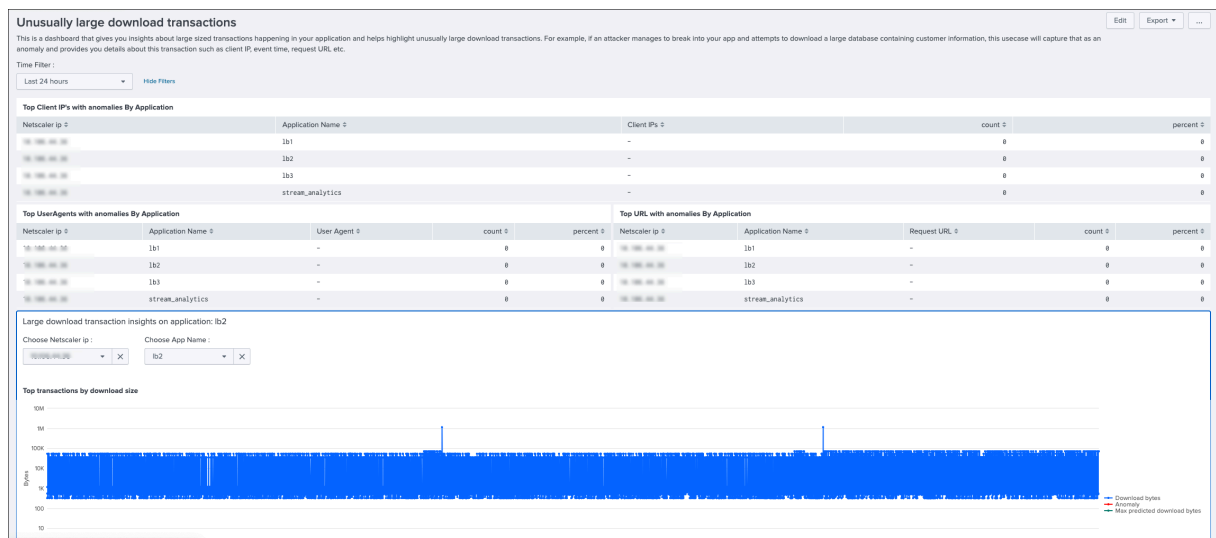 Unusually large download transactions
Edit Export ...
This is a dashboard that gives you insights about large sized transactions happening in your application and helps highlight unusually large download transactions. For example, if an attacker manages to break into your app and attempts to download a large database containing customer information, this usecase will capture that as an
anomaly and provides you details about this transaction such as client IP, event time, request URL etc.
Time Filter :
Last 24 hours Hide Filters
Top Client IP's with anomalies By Application
Netscaler ip Application Name Client IPs count percent
lb1 - 0 0
lb2 - 0 0
lb3 - 0 0
stream_analytics - 0 0
Top UserAgents with anomalies By Application
Netscaler ip Application Name User Agent count percent
lb1 - 0 0
lb2 - 0 0
lb3 - 0 0
stream_analytics - 0 0
Top URL with anomalies By Application
Netscaler ip Application Name Request URL count percent
lb1 - 0 0
lb2 - 0 0
lb3 - 0 0
stream_analytics - 0 0
Large download transaction insights on application: lb2
Choose Netscaler ip : Choose App Name :
lb2
Top transactions by download size
10M
1M
100K
10K
1K
100
10
Bytes
Download bytes
Anomaly
Max predicted download bytes